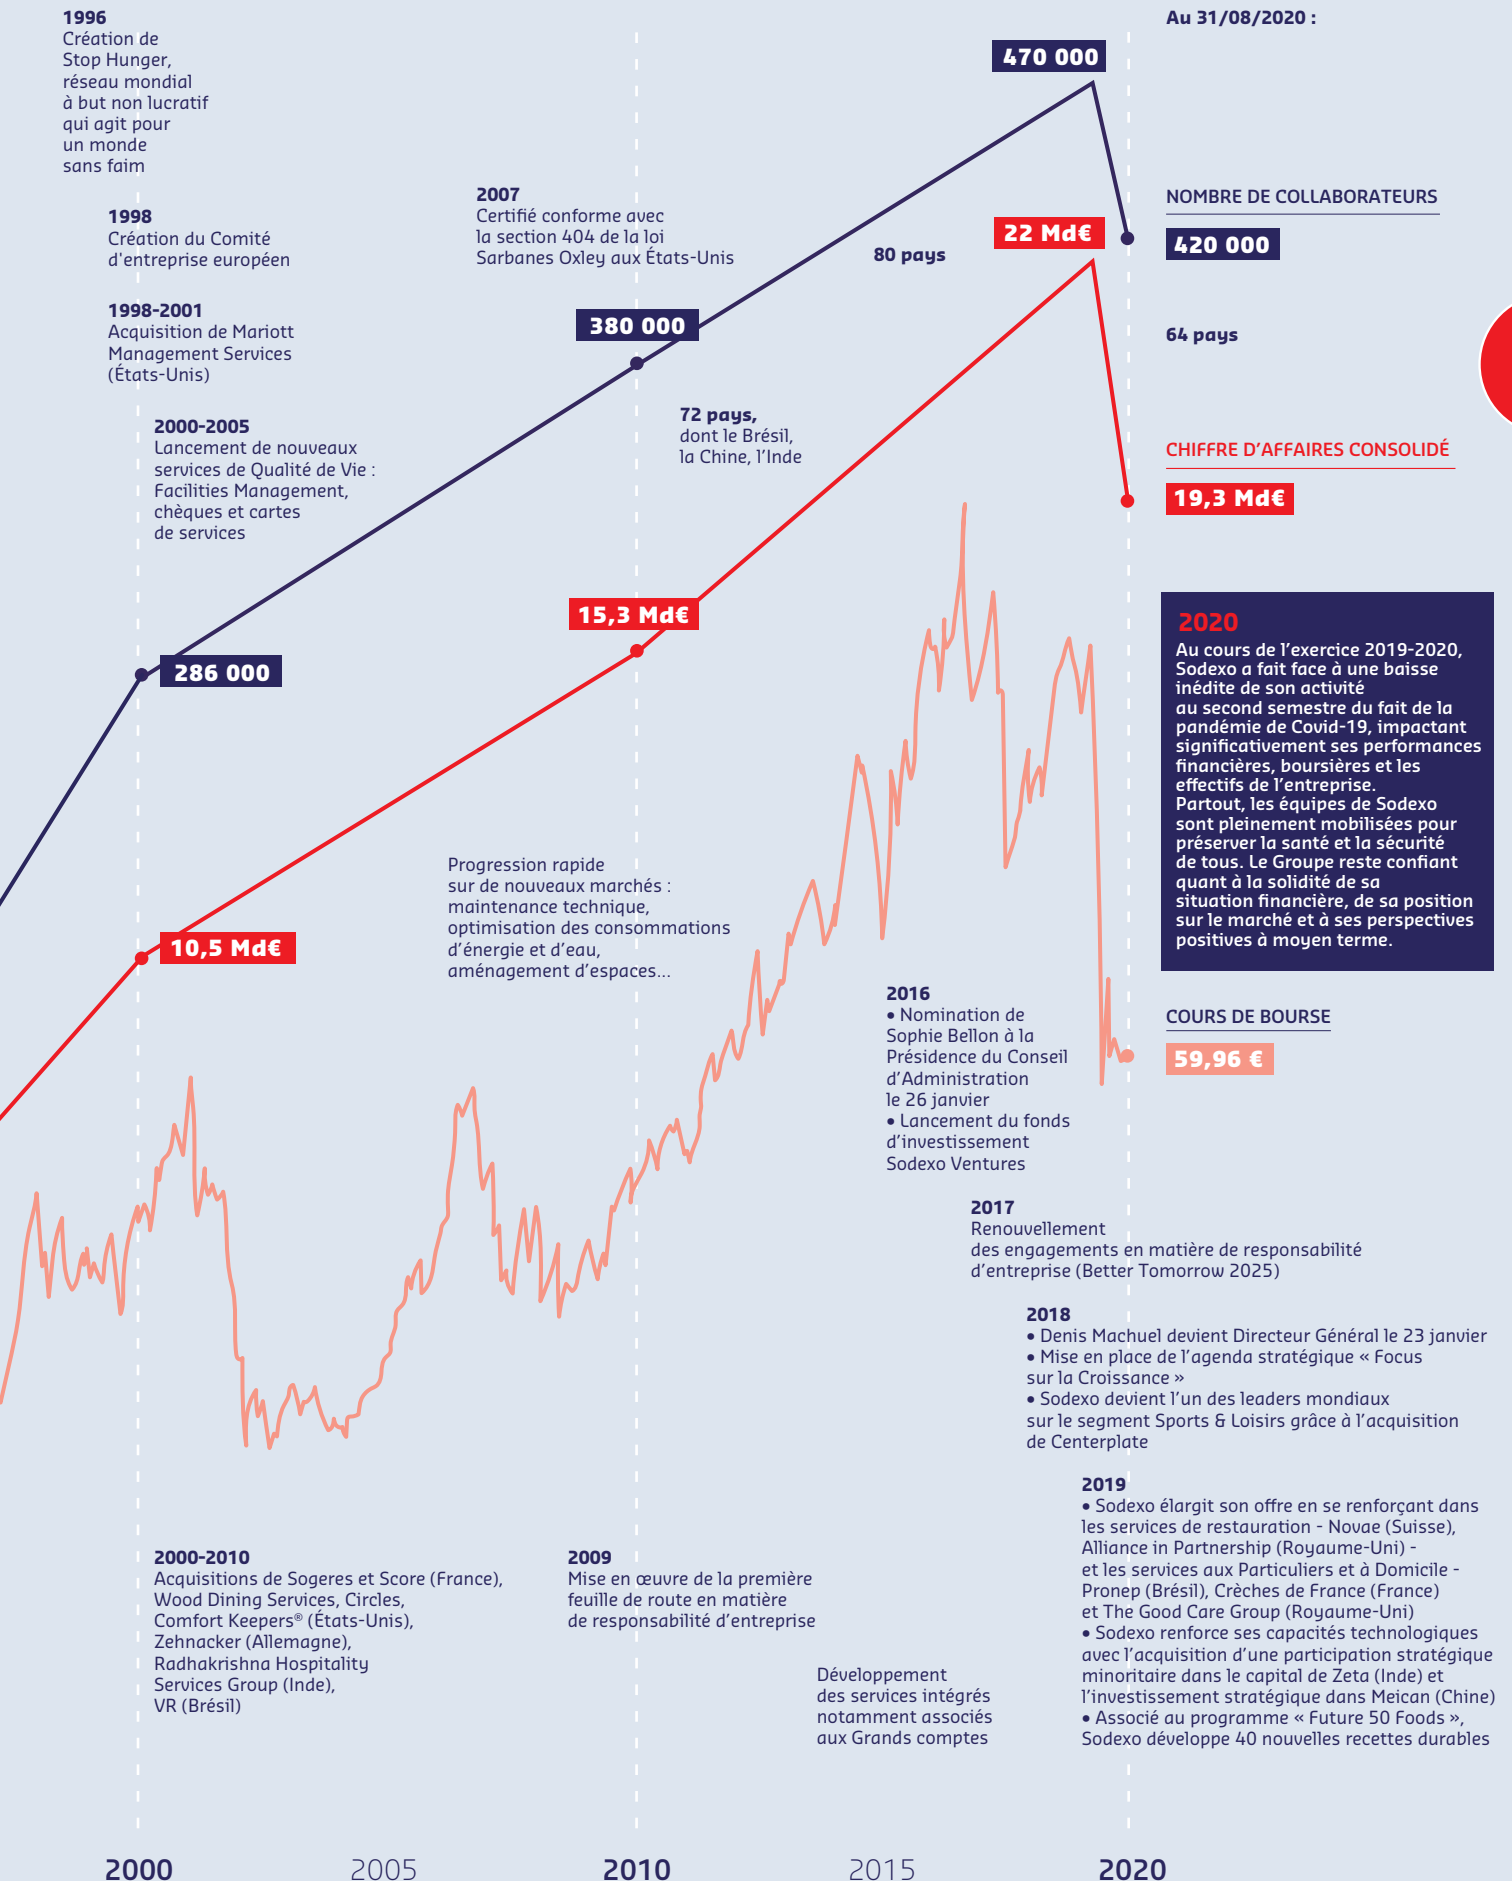 1996
Création de
Stop Hunger,
réseau mondial
à but non lucratif
qui agit pour
un monde
sans faim
1998
Création du Comité
d'entreprise européen
1998-2001
Acquisition de Mariott
Management Services
(États-Unis)
2000-2005
Lancement de nouveaux
services de Qualité de Vie :
Facilities Management,
chèques et cartes
de services
286 000
10,5 Md€
2007
Certifié conforme avec
la section 404 de la loi
Sarbanes Oxley aux États-Unis
380 000
72 pays,
dont le Brésil,
la Chine, l’Inde
15,3 Md€
Progression rapide
sur de nouveaux marchés :
maintenance technique,
optimisation des consommations
d’énergie et d’eau,
aménagement d’espaces...
470 000
22 Md€
80 pays
Au 31/08/2020 :
NOMBRE DE COLLABORATEURS
420 000
64 pays
CHIFFRE D’AFFAIRES CONSOLIDÉ
19,3 Md€
2020
Au cours de l’exercice 2019-2020,
Sodexo a fait face à une baisse
inédite de son activité
au second semestre du fait de la
pandémie de Covid-19, impactant
significativement ses performances
financières, boursières et les
effectifs de l’entreprise.
Partout, les équipes de Sodexo
sont pleinement mobilisées pour
préserver la santé et la sécurité
de tous. Le Groupe reste confiant
quant à la solidité de sa
situation financière, de sa position
sur le marché et à ses perspectives
positives à moyen terme.
COURS DE BOURSE
59,96 €
2016
• Nomination de
Sophie Bellon à la
Présidence du Conseil
d’Administration
le 26 janvier
• Lancement du fonds
d’investissement
Sodexo Ventures
2017
Renouvellement
des engagements en matière de responsabilité
d’entreprise (Better Tomorrow 2025)
2018
• Denis Machuel devient Directeur Général le 23 janvier
• Mise en place de l’agenda stratégique « Focus
sur la Croissance »
• Sodexo devient l’un des leaders mondiaux
sur le segment Sports & Loisirs grâce à l’acquisition
de Centerplate
2019
• Sodexo élargit son offre en se renforçant dans
les services de restauration - Novae (Suisse),
Alliance in Partnership (Royaume-Uni) -
et les services aux Particuliers et à Domicile -
Pronep (Brésil), Crèches de France (France)
et The Good Care Group (Royaume-Uni)
• Sodexo renforce ses capacités technologiques
avec l’acquisition d’une participation stratégique
minoritaire dans le capital de Zeta (Inde) et
l’investissement stratégique dans Meican (Chine)
• Associé au programme « Future 50 Foods »,
Sodexo développe 40 nouvelles recettes durables
2000-2010
Acquisitions de Sogeres et Score (France),
Wood Dining Services, Circles,
Comfort Keepers® (États-Unis),
Zehnacker (Allemagne),
Radhakrishna Hospitality
Services Group (Inde),
VR (Brésil)
2009
Mise en œuvre de la première
feuille de route en matière
de responsabilité d’entreprise
Développement
des services intégrés
notamment associés
aux Grands comptes
2000 2005 2010 2015 2020